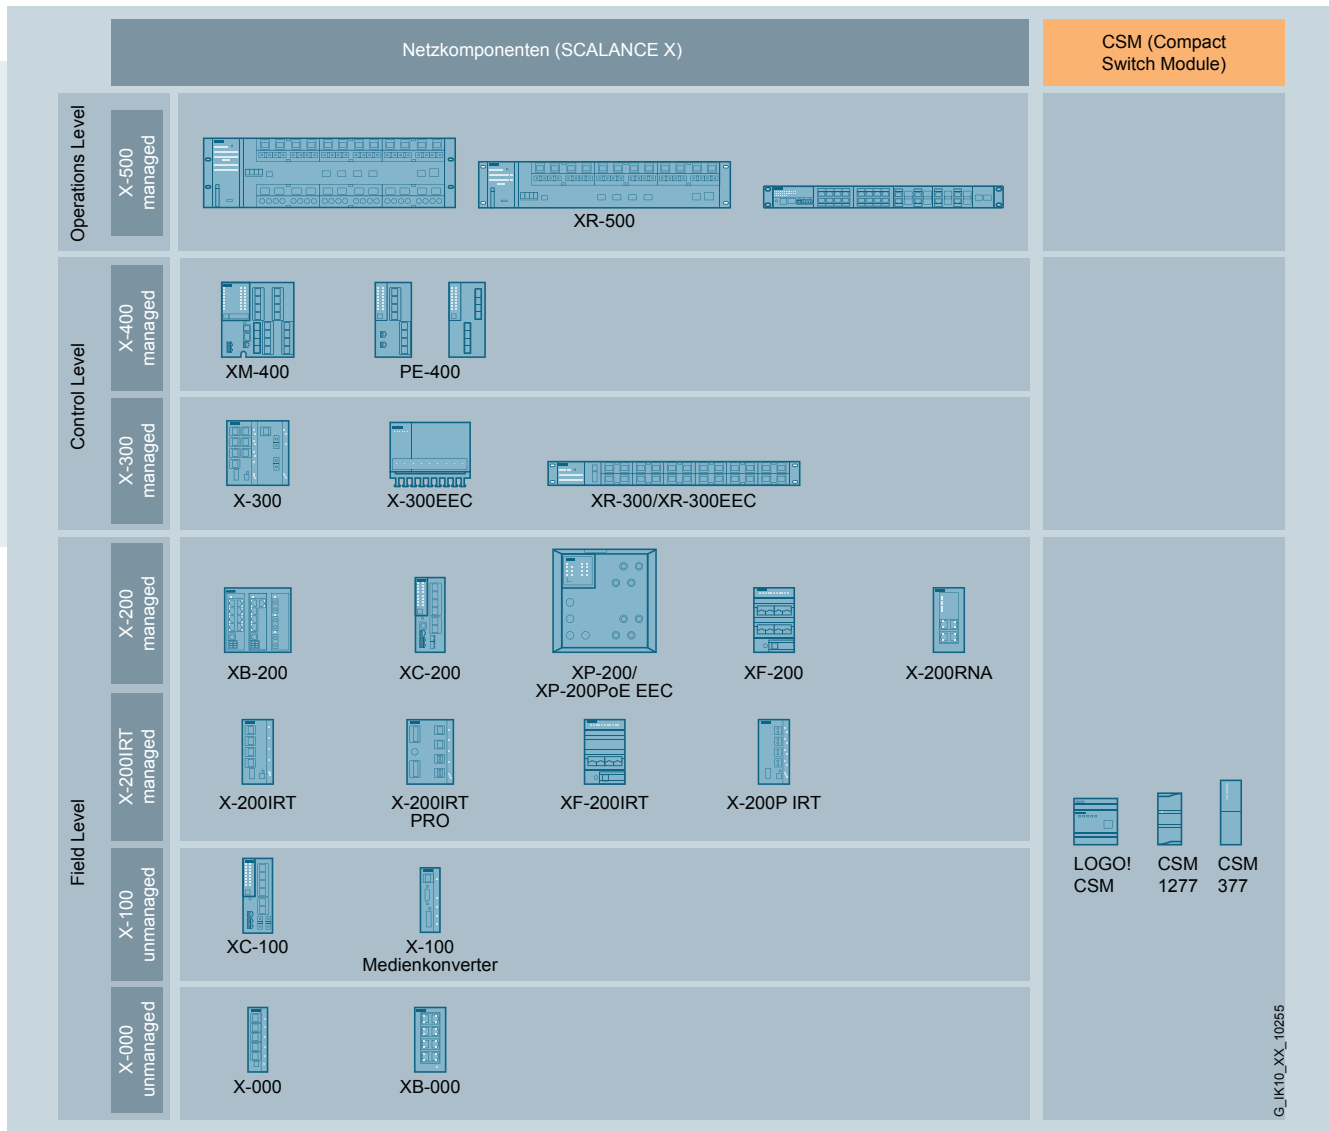 Netzkomponenten (SCALANCE X)
CSM (Compact
Switch Module)
Operations Level
X-500
managed
XR-500
Control Level
X-400
managed
XM-400
PE-400
X-300
managed
X-300
X-300EEC
XR-300/XR-300EEC
Field Level
X-200
managed
XB-200
XC-200
XP-200/
XP-200PoE EEC
XF-200
X-200RNA
X-200IRT
managed
X-200IRT
X-200IRT
PRO
XF-200IRT
X-200P IRT
LOGO!
CSM
CSM
1277
CSM
377
X-100
unmanaged
XC-100
X-100
Medienkonverter
X-000
unmanaged
X-000
XB-000
G_IK10_XX_10255